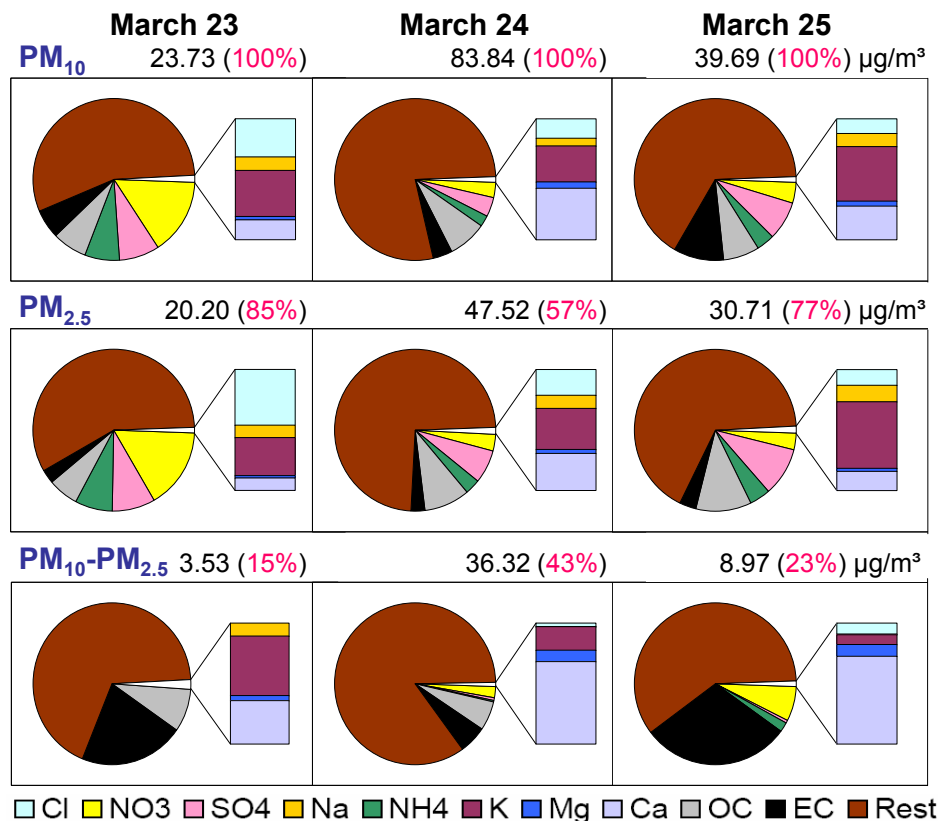 March 23 March 24 March 25
PM10 23.73 (100%) 83.84 (100%) 39.69 (100%) µg/m³
PM2.5 20.20 (85%) 47.52 (57%) 30.71 (77%) µg/m³
PM10-PM2.5 3.53 (15%) 36.32 (43%) 8.97 (23%) µg/m³
Cl NO3 SO4 Na NH4 K Mg Ca OC EC Rest